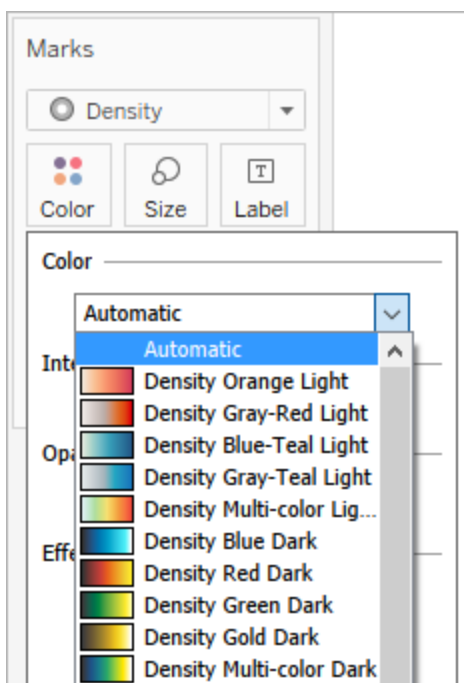 Marks
Density
Color Size Label
T
Color
Automatic
Automatic
Density Orange Light
Density Gray-Red Light
Density Blue-Teal Light
Density Gray-Teal Light
Density Multi-color Lig...
Density Blue Dark
Density Red Dark
Density Green Dark
Density Gold Dark
Density Multi-color Dark